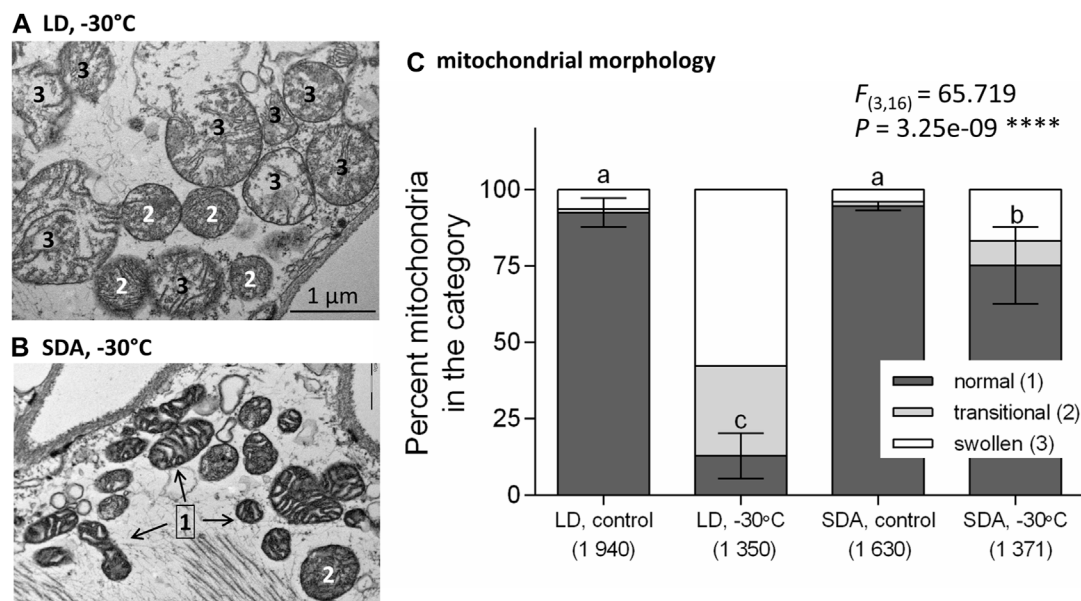 A LD, -30°C
3
3
3
3
3
3
3
2
2
3
2
3
2
1 µm
B SDA, -30°C
1
2
C mitochondrial morphology
F(3,16) = 65.719
P = 3.25e-09 ****
Percent mitochondria
in the category
100
75
50
25
0
a
c
a
b
normal (1)
transitional (2)
swollen (3)
LD, control
(1 940)
LD, -30°C
(1 350)
SDA, control
(1 630)
SDA, -30°C
(1 371)